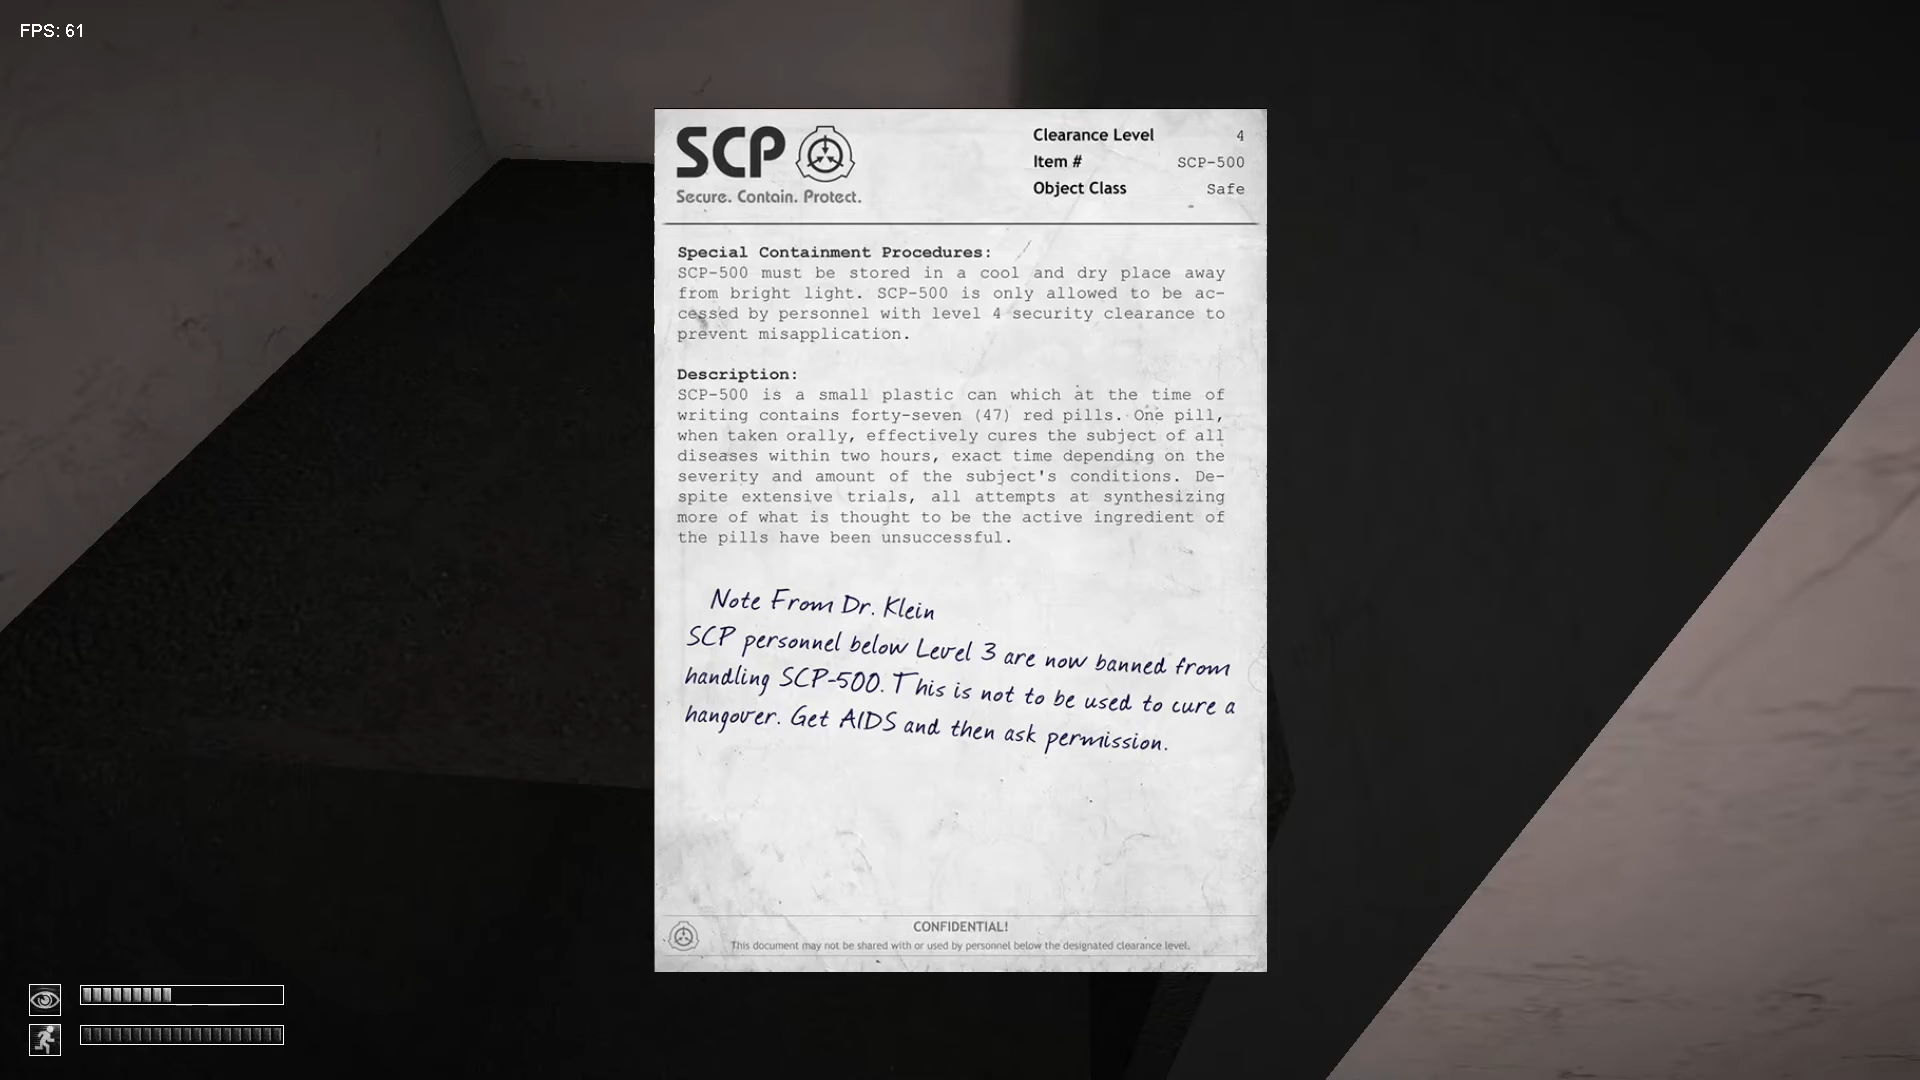 FPS: 61
SCP
Secure. Contain. Protect.
Clearance Level 4
Item # SCP-500
Object Class Safe
Special Containment Procedures:
SCP-500 must be stored in a cool and dry place away
from bright light. SCP-500 is only allowed to be ac-
cessed by personnel with level 4 security clearance to
prevent misapplication.
Description:
SCP-500 is a small plastic can which at the time of
writing contains forty-seven (47) red pills. One pill,
when taken orally, effectively cures the subject of all
diseases within two hours, exact time depending on the
severity and amount of the subject's conditions. De-
spite extensive trials, all attempts at synthesizing
more of what is thought to be the active ingredient of
the pills have been unsuccessful.
Note From Dr. Klein
SCP personnel below Level 3 are now banned from
handling SCP-500. This is not to be used to cure a
hangover. Get AIDS and then ask permission.
CONFIDENTIAL!
This document may not be shared with or used by personnel below the designated clearance level.